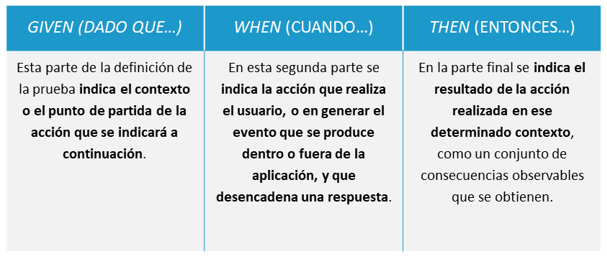 GIVEN (DADO QUE...)
Esta parte de la definición de
la prueba indica el contexto
o el punto de partida de la
acción que se indicará a
continuación.
WHEN (CUANDO...)
En esta segunda parte se
indica la acción que realiza
el usuario, o en generar el
evento que se produce
dentro o fuera de la
aplicación, y que
desencadena una respuesta.
THEN (ENTONCES...)
En la parte final se indica el
resultado de la acción
realizada en ese
determinado contexto,
como un conjunto de
consecuencias observables
que se obtienen.